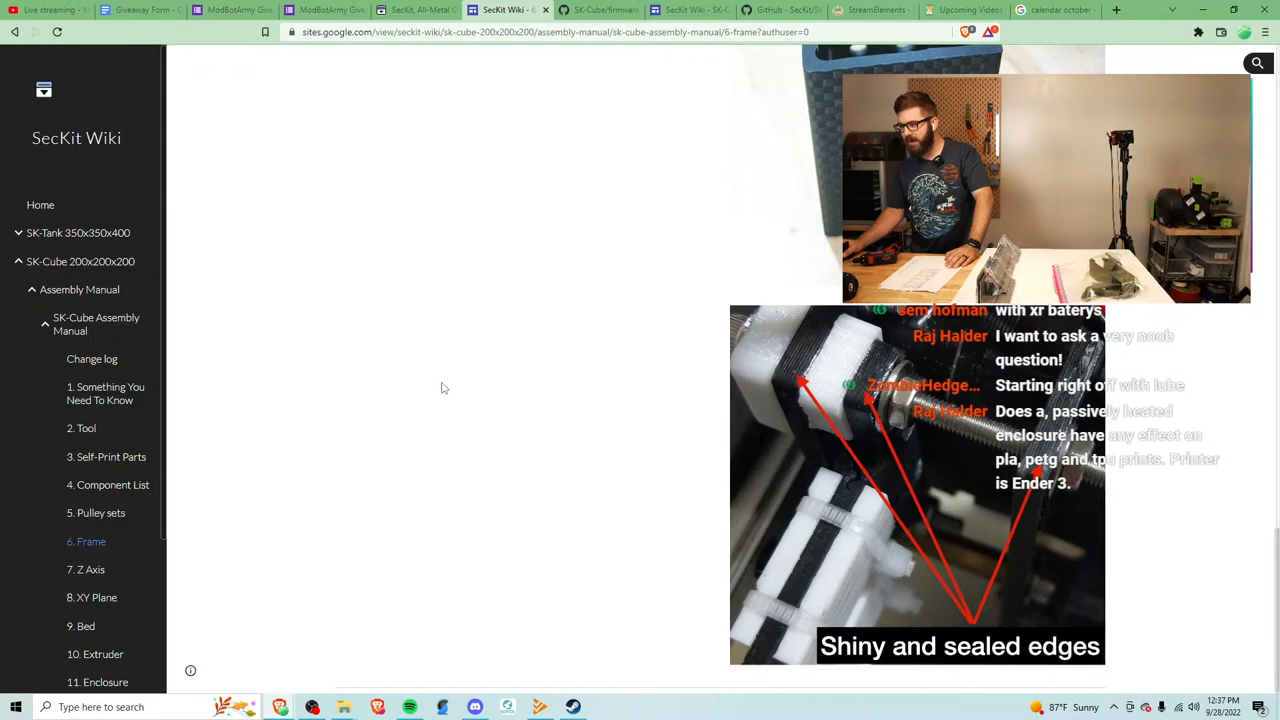 Live streaming - Y
Giveaway Form - G
ModBotArmy Give
ModBotArmy Give
SecKit, All-Metal C
SecKit Wiki - 6
SK-Cube/firmware
SecKit Wiki - SK-C
GitHub - SecKit/SK
StreamElements -
Upcoming Videos
calendar october -
sites.google.com/view/seckit-wiki/sk-cube-200x200x200/assembly-manual/sk-cube-assembly-manual/6-frame?authuser=0
SecKit Wiki
Home
SK-Tank 350x350x400
SK-Cube 200x200x200
Assembly Manual
SK-Cube Assembly
Manual
Change log
1. Something You
Need To Know
2. Tool
3. Self-Print Parts
4. Component List
5. Pulley sets
6. Frame
7. Z Axis
8. XY Plane
9. Bed
10. Extruder
11. Enclosure
sem hofman with xr baterys
Raj Halder I want to ask a very noob
question!
ZombieHedge... Starting right off with lube
Raj Halder Does a, passively heated
enclosure have any effect on
pla, petg and tpu prints. Printer
is Ender 3.
Shiny and sealed edges
Type here to search
87°F Sunny
12:37 PM
9/28/2022
2